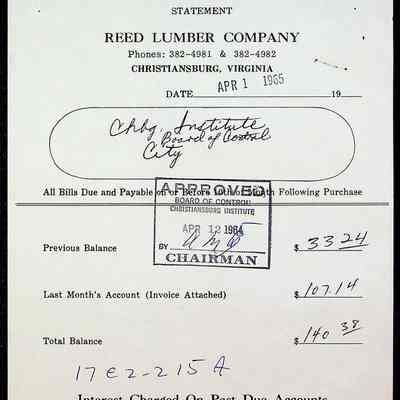 STATEMENT
REED LUMBER COMPANY
Phones: 382-4981 & 382-4982
CHRISTIANSBURG, VIRGINIA
DATE APR 1 1965 19
Chbg. Institute
Board of Control
City
All Bills Due and Payable on or Before 10th of Month Following Purchase
APPROVED
BOARD OF CONTROL
CHRISTIANSBURG INSTITUTE
APR 12 1964
BY
CHAIRMAN
Previous Balance $ 33 24
Last Month's Account (Invoice Attached) $ 107.14
Total Balance $ 140 38
17E2-215A
Interest Charged On Past Due Accounts